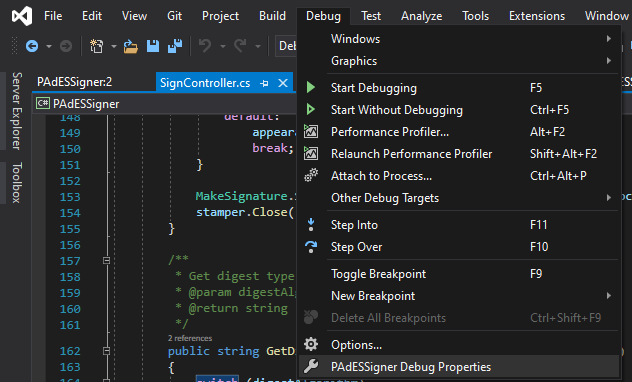 File Edit View Git Project Build Debug Test Analyze Tools Extensions Window
Server Explorer
Toolbox
PAdESSigner:2 SignController.cs
C# PAdESSigner
Windows
Graphics
Start Debugging F5
Start Without Debugging Ctrl+F5
Performance Profiler... Alt+F2
Relaunch Performance Profiler Shift+Alt+F2
Attach to Process... Ctrl+Alt+P
Other Debug Targets
Step Into F11
Step Over F10
Toggle Breakpoint F9
New Breakpoint
Delete All Breakpoints Ctrl+Shift+F9
Options...
PAdESSigner Debug Properties
148 default:
149 appear
150 break;
151 }
152
153 MakeSignature.
154 stamper.Close(
155 }
156
157 /**
158 * Get digest type
159 * @param digestAl
160 * @return string
161 */
2 references
162 public string GetD
163 {
164 switch